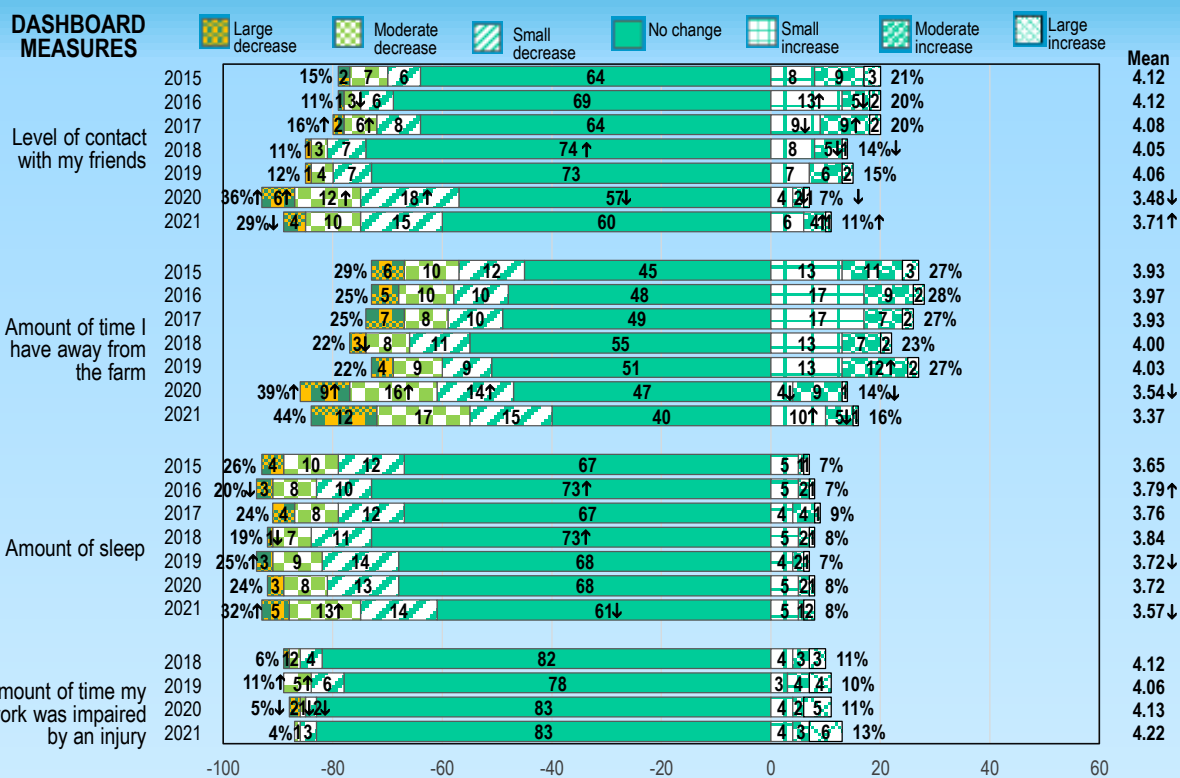 DASHBOARD
MEASURES
Large
decrease
Moderate
decrease
Small
decrease
No change
Small
increase
Moderate
increase
Large
increase
Mean
Level of contact
with my friends
2015 15% 2 7 6 64 8 9 3 21% 4.12
2016 11% 1 3↓ 6 69 13↑ 5↓ 2 20% 4.12
2017 16%↑ 2 6↑ 8 64 9↓ 9↑ 2 20% 4.08
2018 11% 1 3 7 74↑ 8 5↓ 1 14%↓ 4.05
2019 12% 1 4 7 73 7 6 2 15% 4.06
2020 36%↑ 6↑ 12↑ 18↑ 57↓ 4 2↓ 1 7% ↓ 3.48↓
2021 29%↓ 4 10 15 60 6 4↑ 1 11%↑ 3.71↑
Amount of time I
have away from
the farm
2015 29% 6 10 12 45 13 11 3 27% 3.93
2016 25% 5 10 10 48 17 9 2 28% 3.97
2017 25% 7 8 10 49 17 7 2 27% 3.93
2018 22% 3↓ 8 11 55 13 7 2 23% 4.00
2019 22% 4 9 9 51 13 12↑ 2 27% 4.03
2020 39%↑ 9↑ 16↑ 14↑ 47 4↓ 9 1 14%↓ 3.54↓
2021 44% 12 17 15 40 10↑ 5↓ 1 16% 3.37
Amount of sleep
2015 26% 4 10 12 67 5 1 1 7% 3.65
2016 20%↓ 3 8 10 73↑ 5 2 1 7% 3.79↑
2017 24% 4 8 12 67 4 4 1 9% 3.76
2018 19% 1↓ 7 11 73↑ 5 2 1 8% 3.84
2019 25%↑ 3 9 14 68 4 2 1 7% 3.72↓
2020 24% 3 8 13 68 5 2 1 8% 3.72
2021 32%↑ 5 13↑ 14 61↓ 5 1 2 8% 3.57↓
mount of time my
ork was impaired
by an injury
2018 6% 1 2 4 82 4 3 3 11% 4.12
2019 11%↑ 5↑ 6 78 3 4 4 10% 4.06
2020 5%↓ 2 1↓ 2↓ 83 4 2 5 11% 4.13
2021 4% 1 3 83 4 3 6 13% 4.22
-100 -80 -60 -40 -20 0 20 40 60